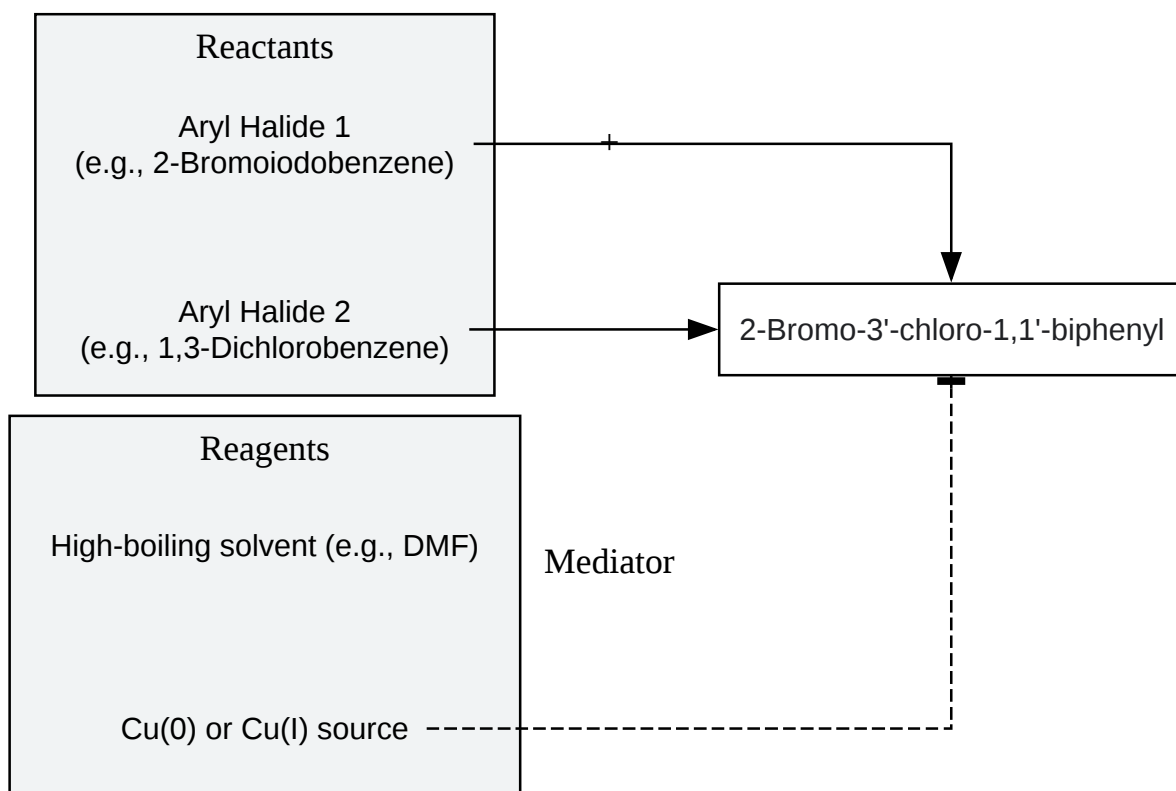 Reactants
Aryl Halide 1
(e.g., 2-Bromoiodobenzene)
+
Aryl Halide 2
(e.g., 1,3-Dichlorobenzene)
2-Bromo-3'-chloro-1,1'-biphenyl
Reagents
High-boiling solvent (e.g., DMF)
Mediator
Cu(0) or Cu(I) source